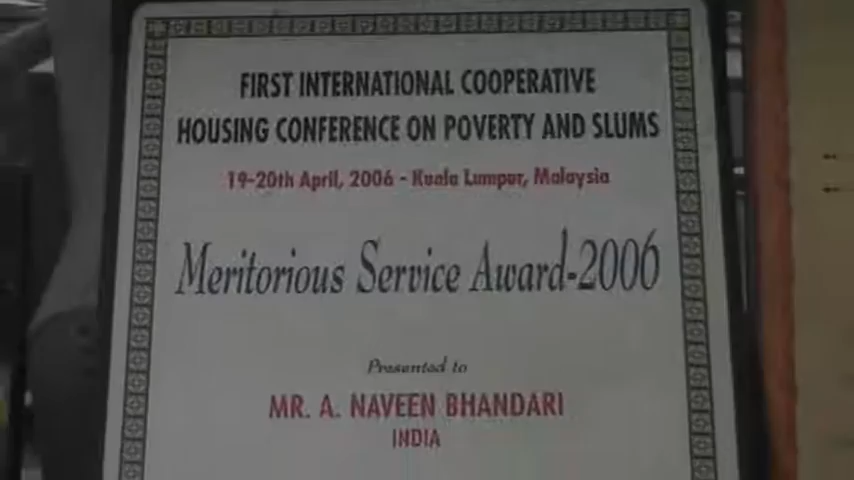 FIRST INTERNATIONAL COOPERATIVE
HOUSING CONFERENCE ON POVERTY AND SLUMS
19-20th April, 2006 - Kuala Lumpur, Malaysia
Meritorious Service Award-2006
Presented to
MR. A. NAVEEN BHANDARI
INDIA